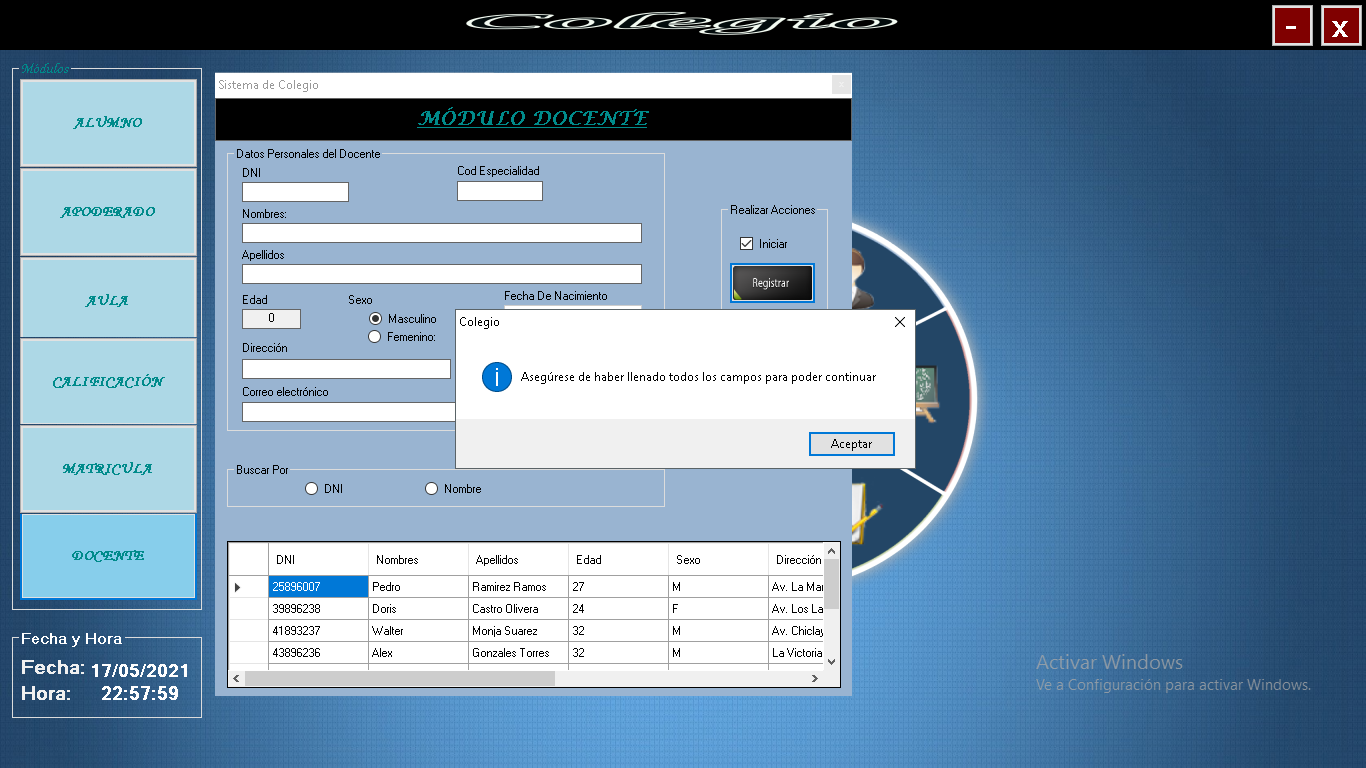 Colegio
- x
Módulos
ALUMNO
APODERADO
AULA
CALIFICACIÓN
MATRICULA
DOCENTE
Fecha y Hora
Fecha: 17/05/2021
Hora: 22:57:59
Sistema de Colegio
MÓDULO DOCENTE
Datos Personales del Docente
DNI Cod Especialidad
Nombres:
Apellidos
Edad Sexo Fecha De Nacimiento
0 Masculino
Femenino:
Dirección
Correo electrónico
Realizar Acciones
Iniciar
Registrar
Colegio
Asegúrese de haber llenado todos los campos para poder continuar
Aceptar
Buscar Por
DNI Nombre
DNI Nombres Apellidos Edad Sexo Dirección
25896007 Pedro Ramirez Ramos 27 M Av. La Mar
39896238 Doris Castro Olivera 24 F Av. Los La
41893237 Walter Monja Suarez 32 M Av. Chiclay
43896236 Alex Gonzales Torres 32 M La Victoria
Activar Windows
Ve a Configuración para activar Windows.